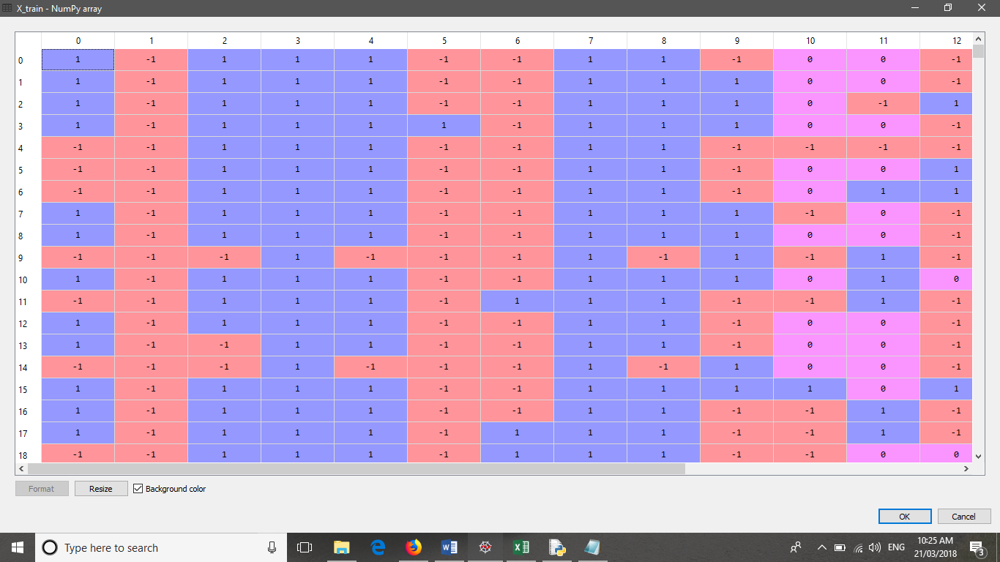 X_train - NumPy array
0 1 2 3 4 5 6 7 8 9 10 11 12
0 1 -1 1 1 1 -1 -1 1 1 -1 0 0 -1
1 1 -1 1 1 1 -1 -1 1 1 1 0 0 -1
2 1 -1 1 1 1 -1 -1 1 1 1 0 -1 1
3 1 -1 1 1 1 1 -1 1 1 1 0 0 -1
4 -1 -1 1 1 1 -1 -1 1 1 -1 -1 -1 -1
5 -1 -1 1 1 1 -1 -1 1 1 -1 0 0 1
6 -1 -1 1 1 1 -1 -1 1 1 -1 0 1 1
7 1 -1 1 1 1 -1 -1 1 1 1 -1 0 -1
8 1 -1 1 1 1 -1 -1 1 1 1 0 0 -1
9 -1 -1 -1 1 -1 -1 -1 1 -1 1 -1 1 -1
10 1 -1 1 1 1 -1 -1 1 1 1 0 1 0
11 -1 -1 1 1 1 -1 1 1 1 -1 -1 1 -1
12 1 -1 1 1 1 -1 -1 1 1 -1 0 0 -1
13 1 -1 -1 1 1 -1 -1 1 1 -1 0 0 -1
14 -1 -1 -1 1 -1 -1 -1 1 -1 1 0 0 -1
15 1 -1 1 1 1 -1 -1 1 1 1 1 0 1
16 1 -1 1 1 1 -1 -1 1 1 -1 -1 1 -1
17 1 -1 1 1 1 -1 1 1 1 -1 -1 1 -1
18 -1 -1 1 1 1 -1 1 1 1 -1 -1 0 0
Format Resize Background color
OK Cancel
Type here to search
ENG
10:25 AM
21/03/2018
3